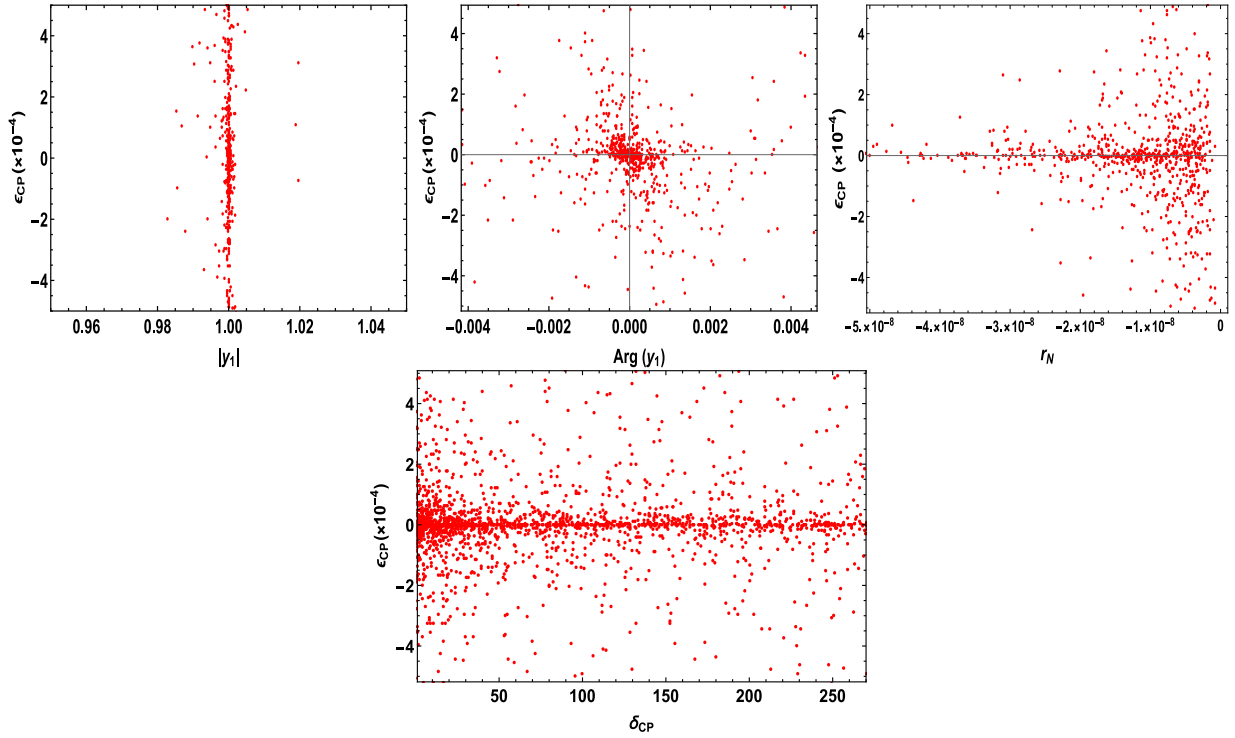 4
2
0
−2
−4
ϵCP (×10⁻⁴)
0.96 0.98 1.00 1.02 1.04
|y₁|
4
2
0
−2
−4
ϵCP (×10⁻⁴)
−0.004 −0.002 0.000 0.002 0.004
Arg (y₁)
4
2
0
−2
−4
ϵCP (×10⁻⁴)
−5.×10⁻⁸ −4.×10⁻⁸ −3.×10⁻⁸ −2.×10⁻⁸ −1.×10⁻⁸ 0
rN
4
2
0
−2
−4
ϵCP (×10⁻⁴)
50 100 150 200 250
δCP